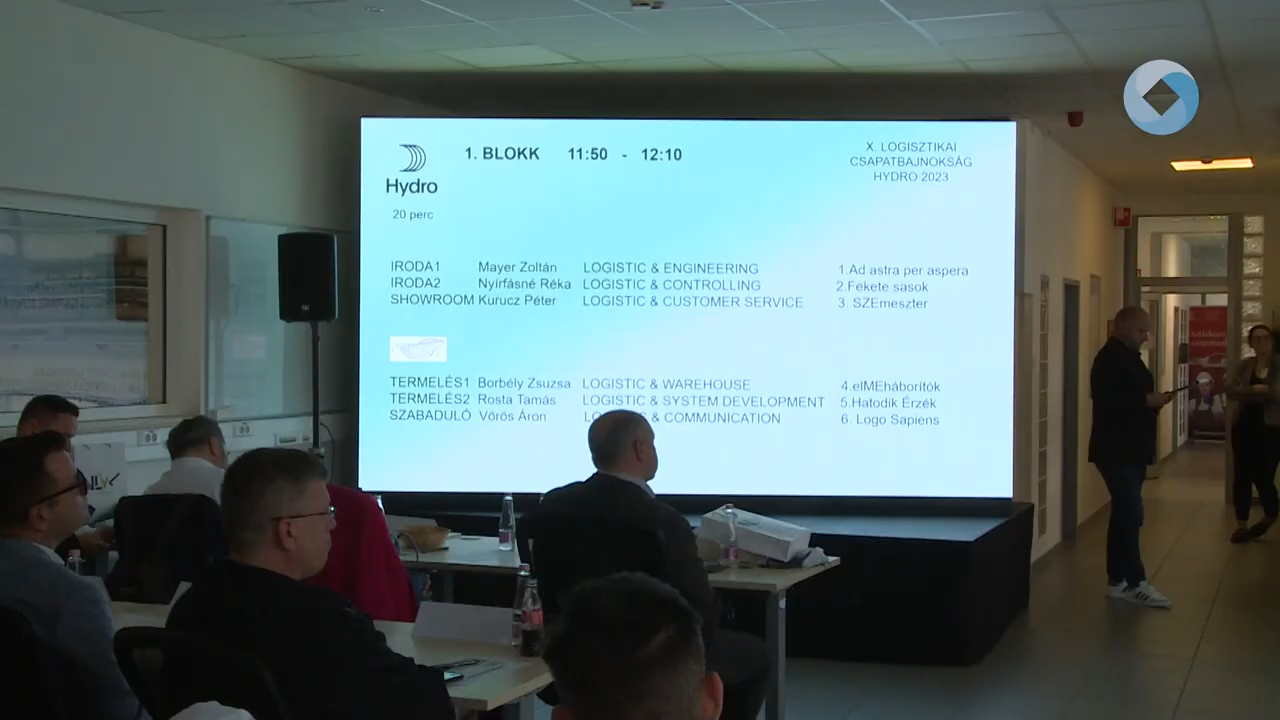 1. BLOKK 11:50 - 12:10
X. LOGISZTIKAI
CSAPATBAJNOKSÁG
HYDRO 2023
Hydro
20 perc
IRODA1 Mayer Zoltán LOGISTIC & ENGINEERING 1.Ad astra per aspera
IRODA2 Nyírfásné Réka LOGISTIC & CONTROLLING 2.Fekete sasok
SHOWROOM Kurucz Péter LOGISTIC & CUSTOMER SERVICE 3. SZEmeszter
TERMELÉS1 Borbély Zsuzsa LOGISTIC & WAREHOUSE 4.elMEháborítók
TERMELÉS2 Rosta Tamás LOGISTIC & SYSTEM DEVELOPMENT 5.Hatodik Érzék
SZABADULÓ Vörös Áron & COMMUNICATION 6. Logo Sapiens